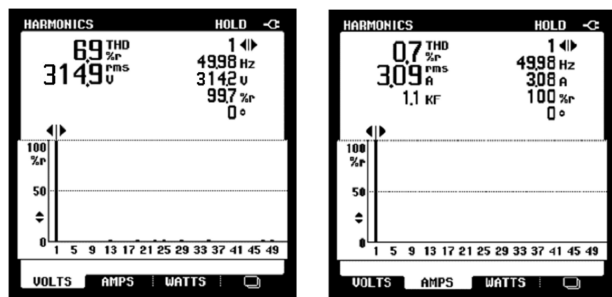 HARMONICS HOLD
6.9 THD %r 1
314.9 rms V 49.98 Hz
314.2 V
99.7 %r
0 °
100
%r
50
0
1 5 9 13 17 21 25 29 33 37 41 45 49
VOLTS AMPS WATTS
HARMONICS HOLD
0.7 THD %r 1
3.09 rms A 49.98 Hz
1.1 KF 3.08 A
100 %r
0 °
100
%r
50
0
1 5 9 13 17 21 25 29 33 37 41 45 49
VOLTS AMPS WATTS